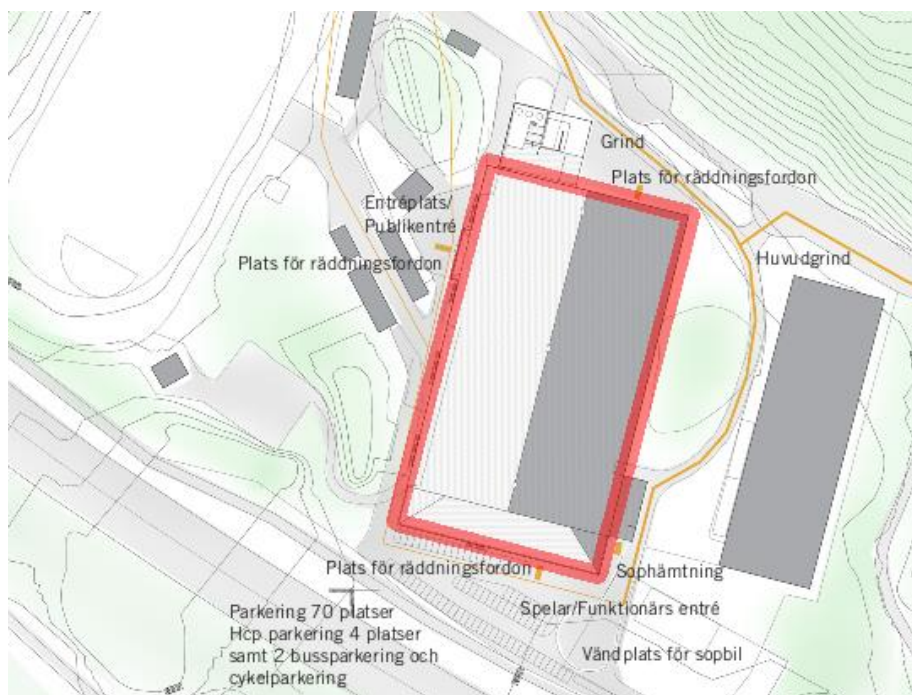 Grind
Plats för räddningsfordon
Entréplats/
Publikentré
Huvudgrind
Plats för räddningsfordon
Plats för räddningsfordon
Sophämtning
Parkering 70 platser
Hcp parkering 4 platser
samt 2 bussparkering och
cykelparkering
Spelar/Funktionärs entré
Vändplats för sopbil